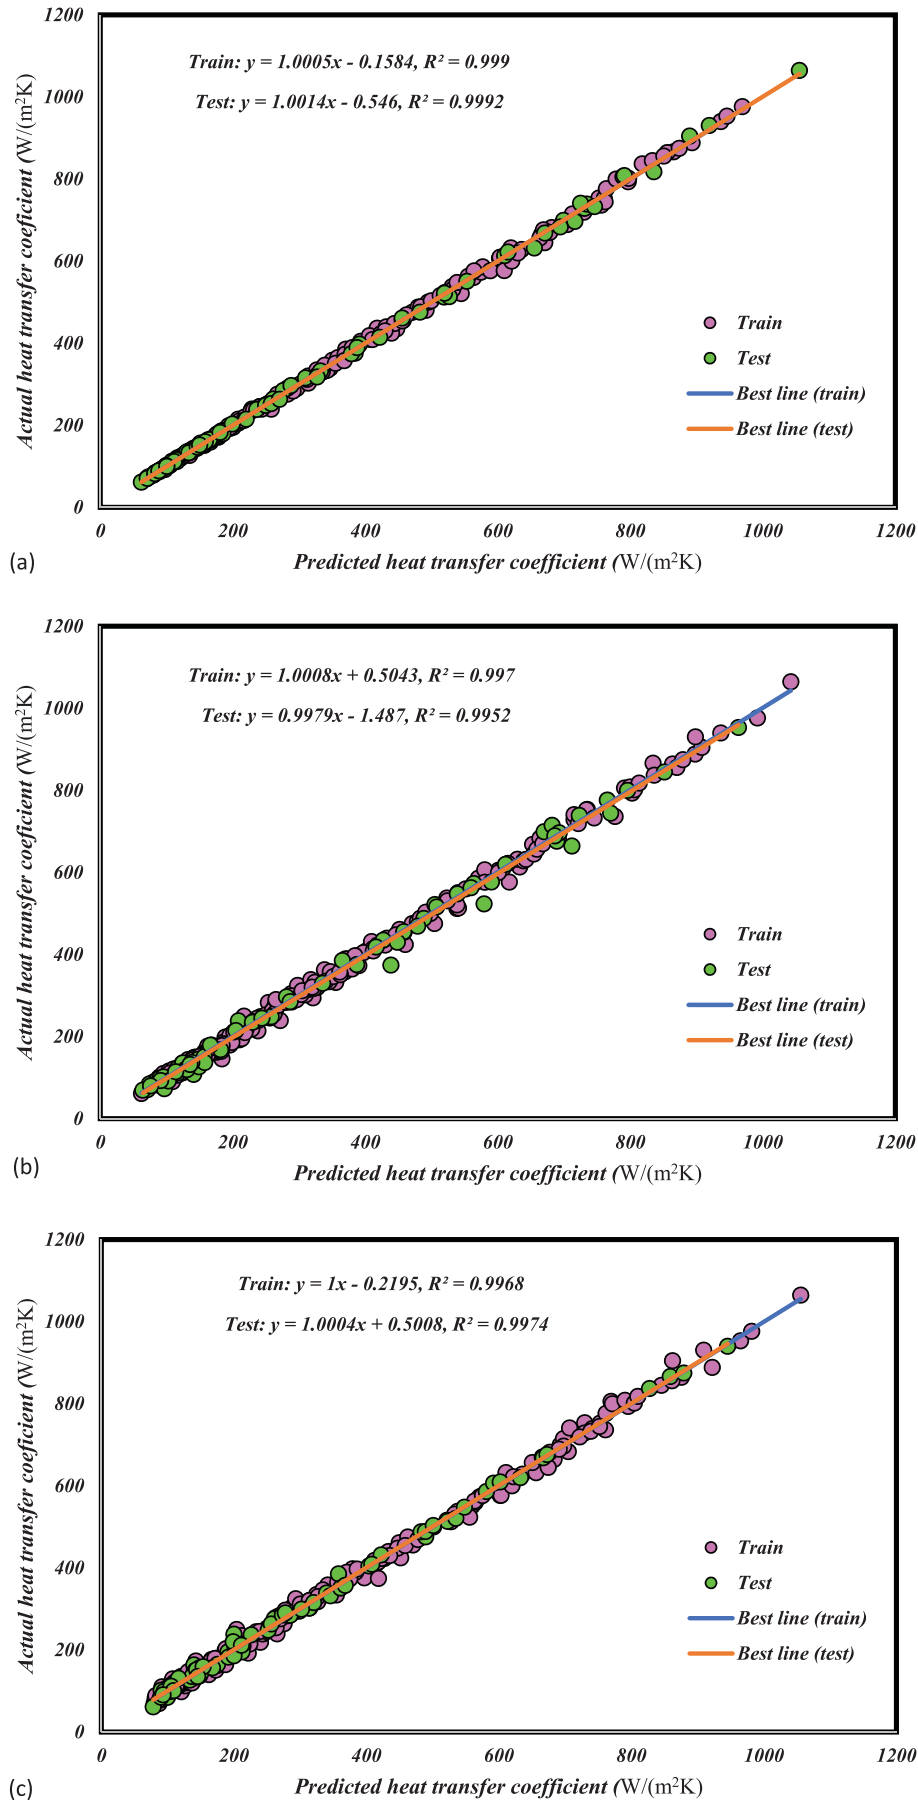 1200
1000
800
600
400
200
0
Actual heat transfer coeficient (W/(m²K)
Train: y = 1.0005x - 0.1584, R² = 0.999
Test: y = 1.0014x - 0.546, R² = 0.9992
Train
Test
Best line (train)
Best line (test)
0 200 400 600 800 1000 1200
Predicted heat transfer coefficient (W/(m²K)
(a)
1200
1000
800
600
400
200
0
Actual heat transfer coeficient (W/(m²K)
Train: y = 1.0008x + 0.5043, R² = 0.997
Test: y = 0.9979x - 1.487, R² = 0.9952
Train
Test
Best line (train)
Best line (test)
0 200 400 600 800 1000 1200
Predicted heat transfer coefficient (W/(m²K)
(b)
1200
1000
800
600
400
200
0
Actual heat transfer coeficient (W/(m²K)
Train: y = 1x - 0.2195, R² = 0.9968
Test: y = 1.0004x + 0.5008, R² = 0.9974
Train
Test
Best line (train)
Best line (test)
0 200 400 600 800 1000 1200
Predicted heat transfer coefficient (W/(m²K)
(c)